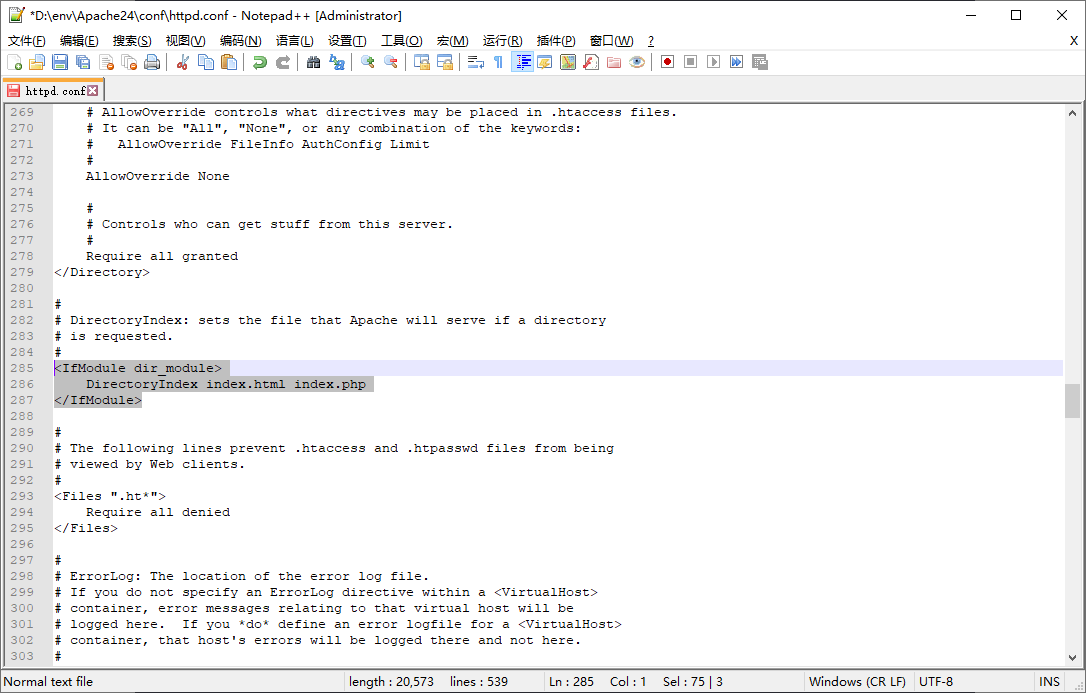 *D:\env\Apache24\conf\httpd.conf - Notepad++ [Administrator]
文件(F) 编辑(E) 搜索(S) 视图(V) 编码(N) 语言(L) 设置(T) 工具(O) 宏(M) 运行(R) 插件(P) 窗口(W) ? X
httpd.conf
269     # AllowOverride controls what directives may be placed in .htaccess files.
270     # It can be "All", "None", or any combination of the keywords:
271     #   AllowOverride FileInfo AuthConfig Limit
272     #
273     AllowOverride None
274
275     #
276     # Controls who can get stuff from this server.
277     #
278     Require all granted
279 </Directory>
280
281 #
282 # DirectoryIndex: sets the file that Apache will serve if a directory
283 # is requested.
284 #
285 <IfModule dir_module>
286     DirectoryIndex index.html index.php
287 </IfModule>
288
289 #
290 # The following lines prevent .htaccess and .htpasswd files from being
291 # viewed by Web clients.
292 #
293 <Files ".ht*">
294     Require all denied
295 </Files>
296
297 #
298 # ErrorLog: The location of the error log file.
299 # If you do not specify an ErrorLog directive within a <VirtualHost>
300 # container, error messages relating to that virtual host will be
301 # logged here.  If you *do* define an error logfile for a <VirtualHost>
302 # container, that host's errors will be logged there and not here.
303 #
Normal text file length : 20,573 lines : 539 Ln : 285 Col : 1 Sel : 75 | 3 Windows (CR LF) UTF-8 INS